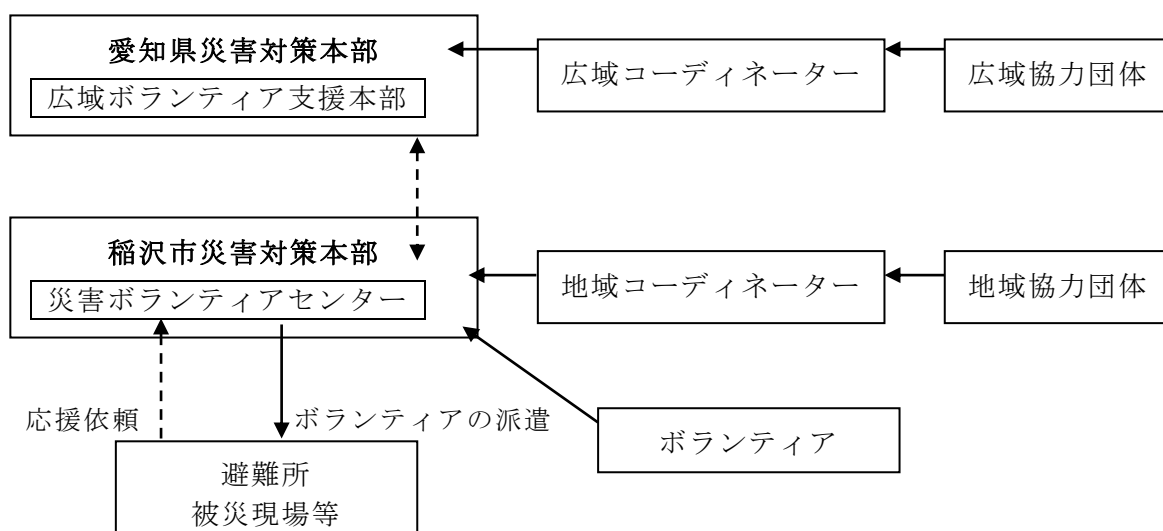 愛知県災害対策本部
広域ボランティア支援本部
広域コーディネーター
広域協力団体
稲沢市災害対策本部
災害ボランティアセンター
地域コーディネーター
地域協力団体
応援依頼
ボランティアの派遣
ボランティア
避難所
被災現場等